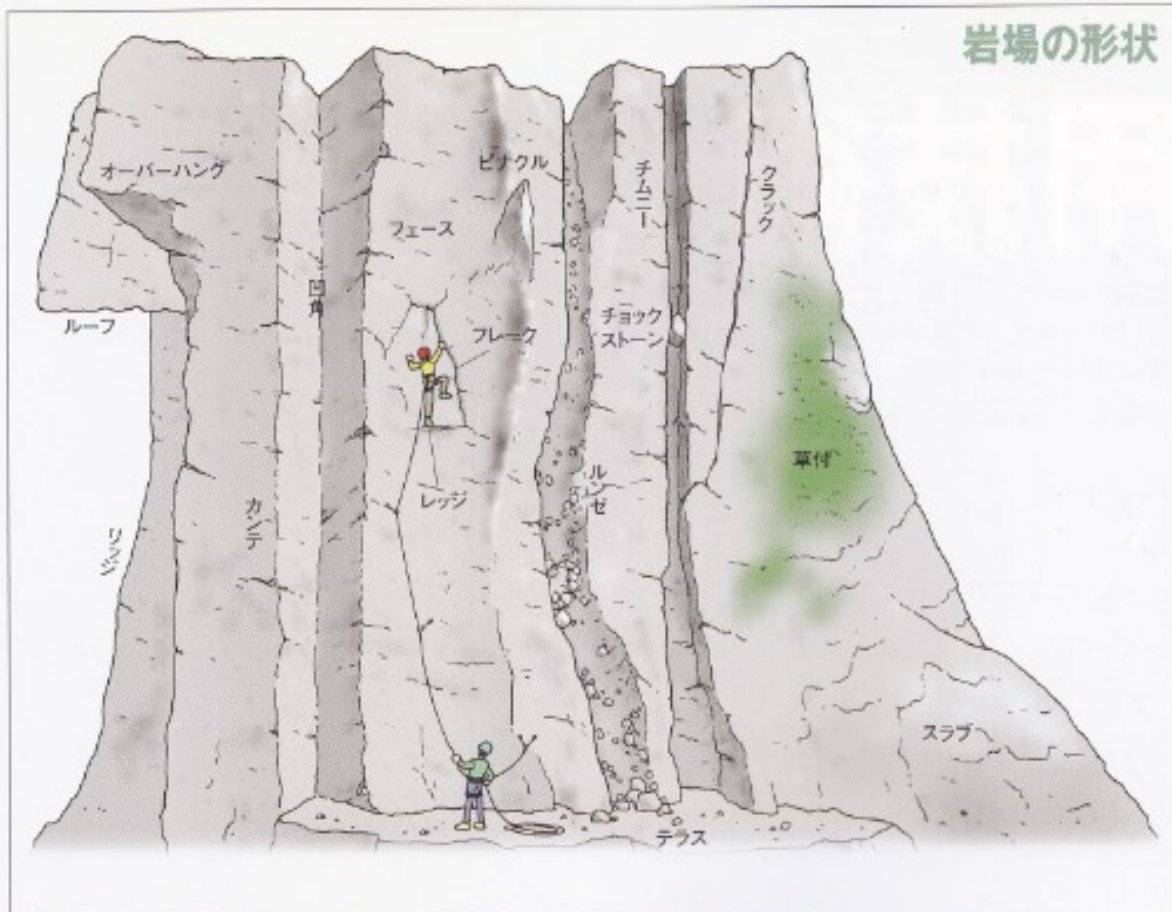 岩場の形状
オーバーハング
ピナクル
チムニー
クラック
フェース
凹角
ルーフ
フレーク
チョック
ストーン
草付
レッジ
ルンゼ
カンテ
リッジ
スラブ
テラス